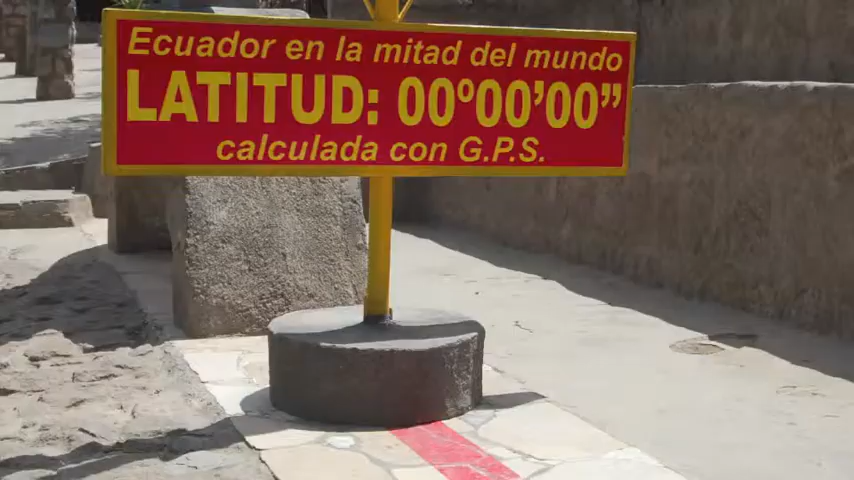 Ecuador en la mitad del mundo
LATITUD: 00º00’00”
calculada con G.P.S.